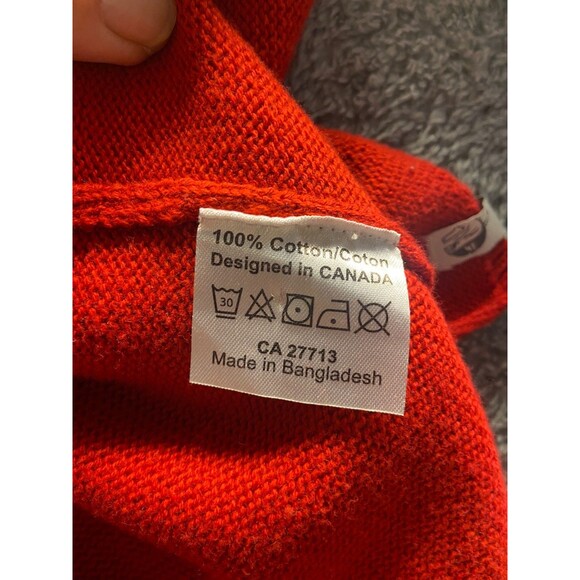 100% Cotton/Coton
Designed in CANADA
30
CA 27713
Made in Bangladesh